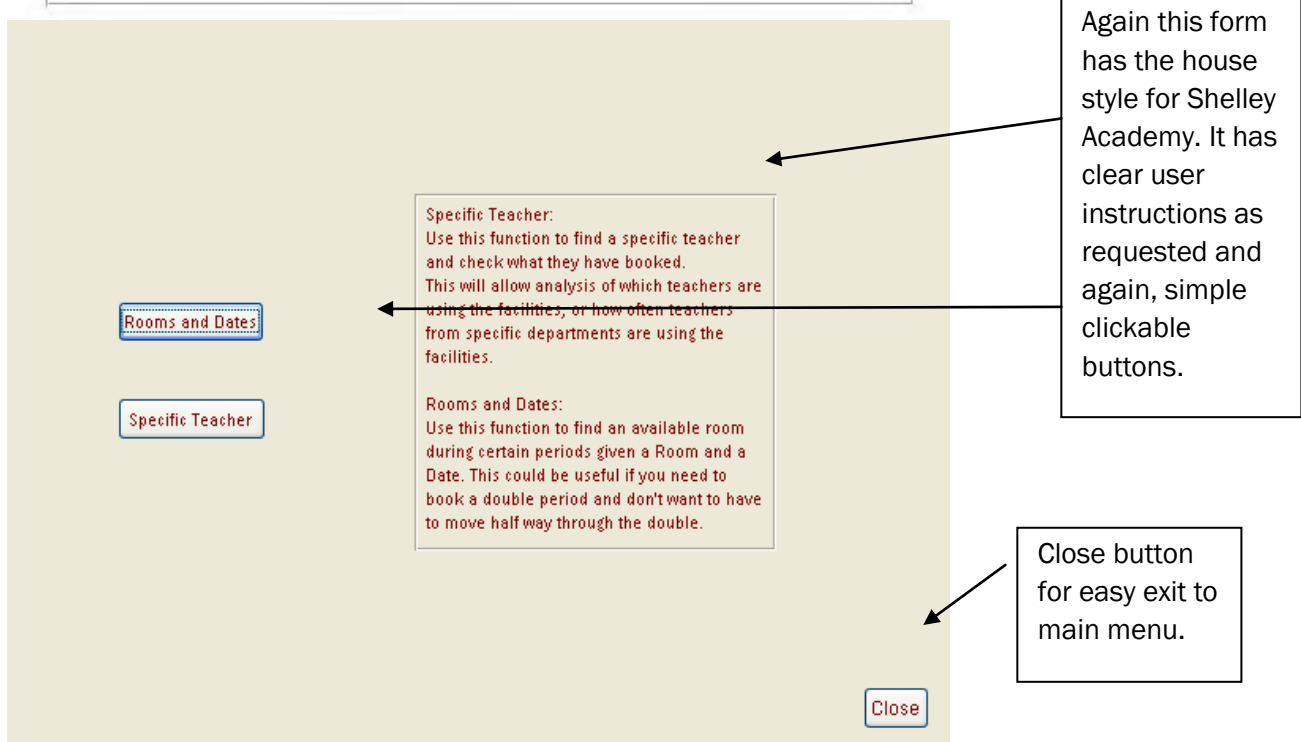 Again this form
has the house
style for Shelley
Academy. It has
clear user
instructions as
requested and
again, simple
clickable
buttons.
Rooms and Dates
Specific Teacher
Specific Teacher:
Use this function to find a specific teacher
and check what they have booked.
This will allow analysis of which teachers are
using the facilities, or how often teachers
from specific departments are using the
facilities.
Rooms and Dates:
Use this function to find an available room
during certain periods given a Room and a
Date. This could be useful if you need to
book a double period and don't want to have
to move half way through the double.
Close button
for easy exit to
main menu.
Close